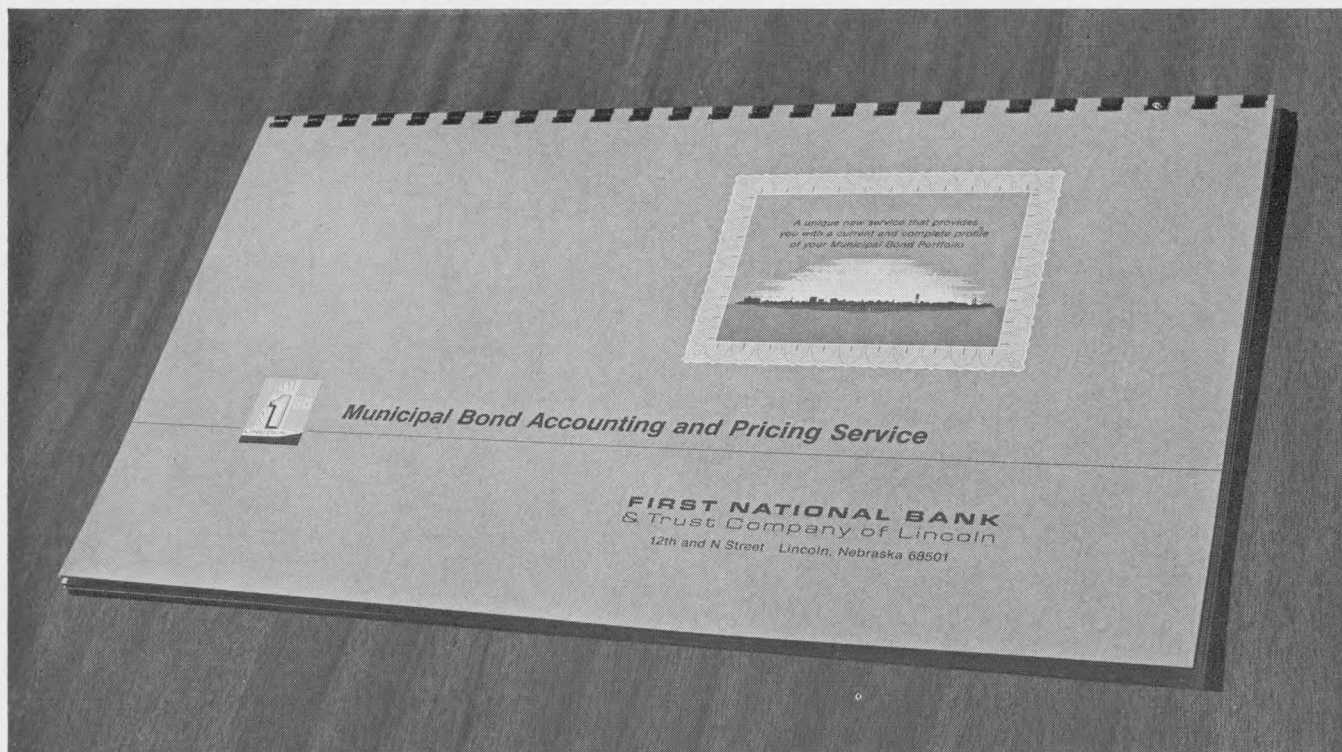 A unique new service that provides
you with a current and complete profile
of your Municipal Bond Portfolio
1
Municipal Bond Accounting and Pricing Service
FIRST NATIONAL BANK
& Trust Company of Lincoln
12th and N Street Lincoln, Nebraska 68501